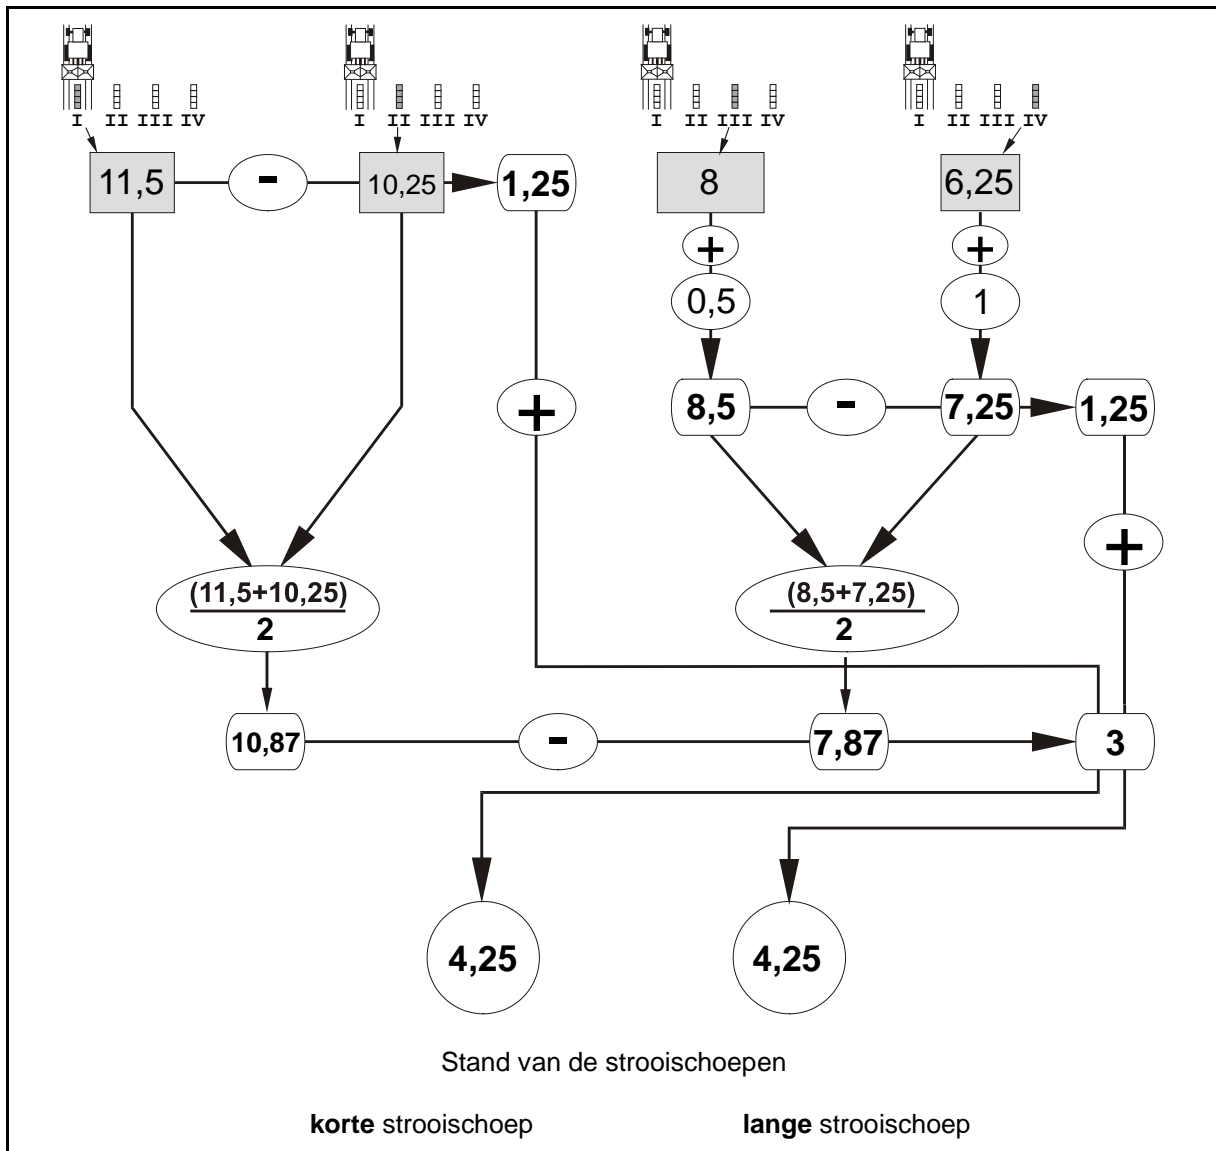 I II III IV I II III IV I II III IV I II III IV
11,5 - 10,25 1,25 8 6,25
+ +
0,5 1
+ 8,5 - 7,25 1,25
+
(11,5+10,25) (8,5+7,25)
2 2
10,87 - 7,87 3
4,25 4,25
Stand van de strooischoepen
korte strooischoep lange strooischoep